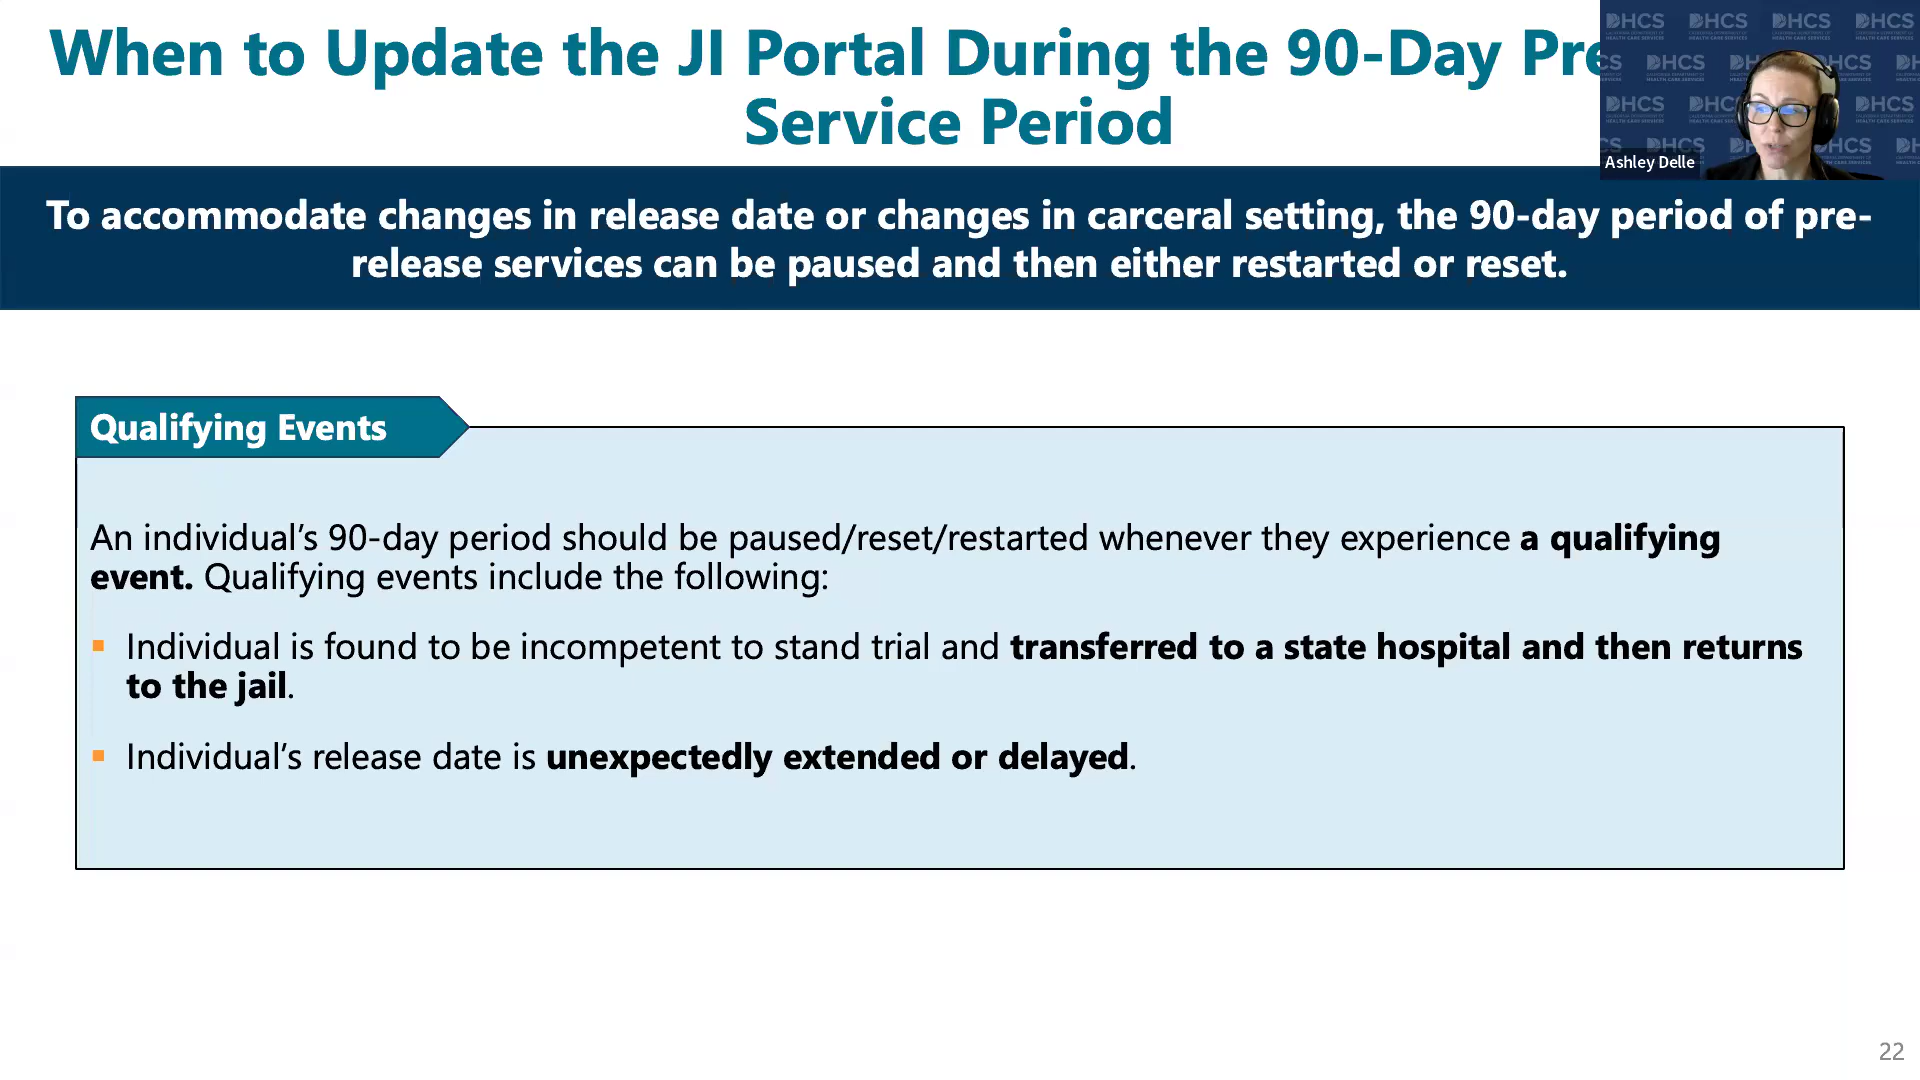 When to Update the JI Portal During the 90-Day Pre
Service Period
DHCS DHCS DHCS DHCS
Ashley Delle
To accommodate changes in release date or changes in carceral setting, the 90-day period of pre-
release services can be paused and then either restarted or reset.
Qualifying Events
An individual’s 90-day period should be paused/reset/restarted whenever they experience a qualifying
event. Qualifying events include the following:
Individual is found to be incompetent to stand trial and transferred to a state hospital and then returns
to the jail.
Individual’s release date is unexpectedly extended or delayed.
22